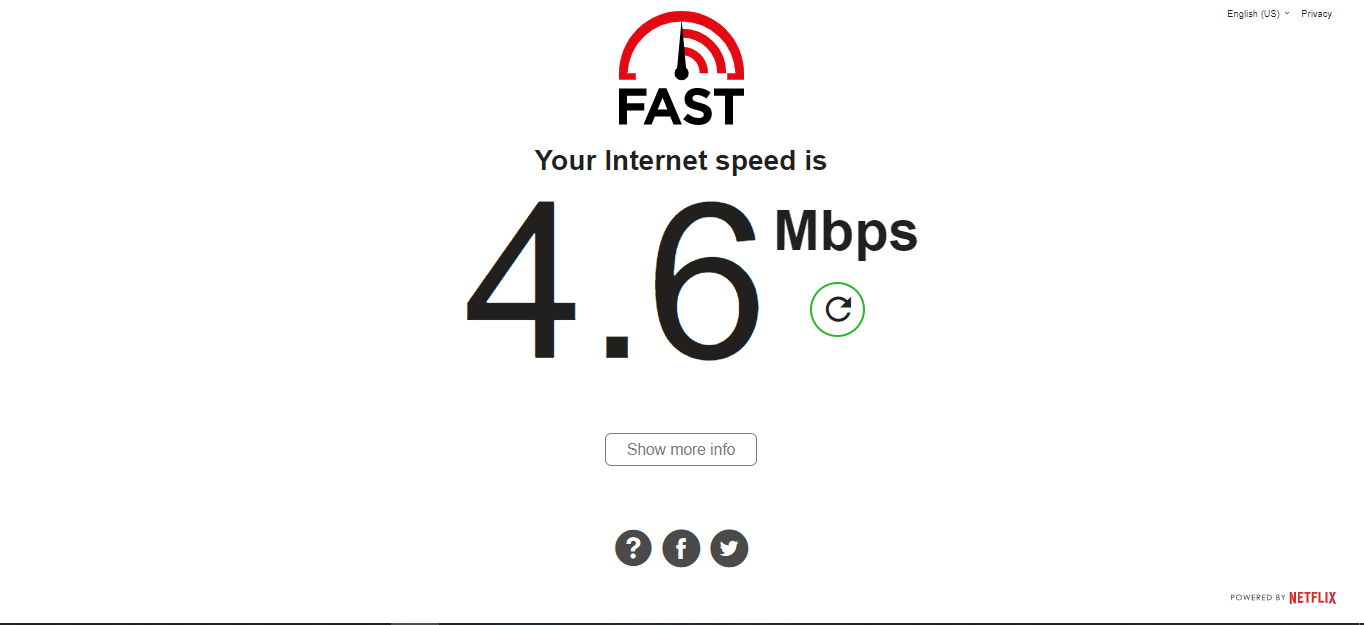 English (US) Privacy
FAST
Your Internet speed is
4.6 Mbps
Show more info
? f
POWERED BY NETFLIX